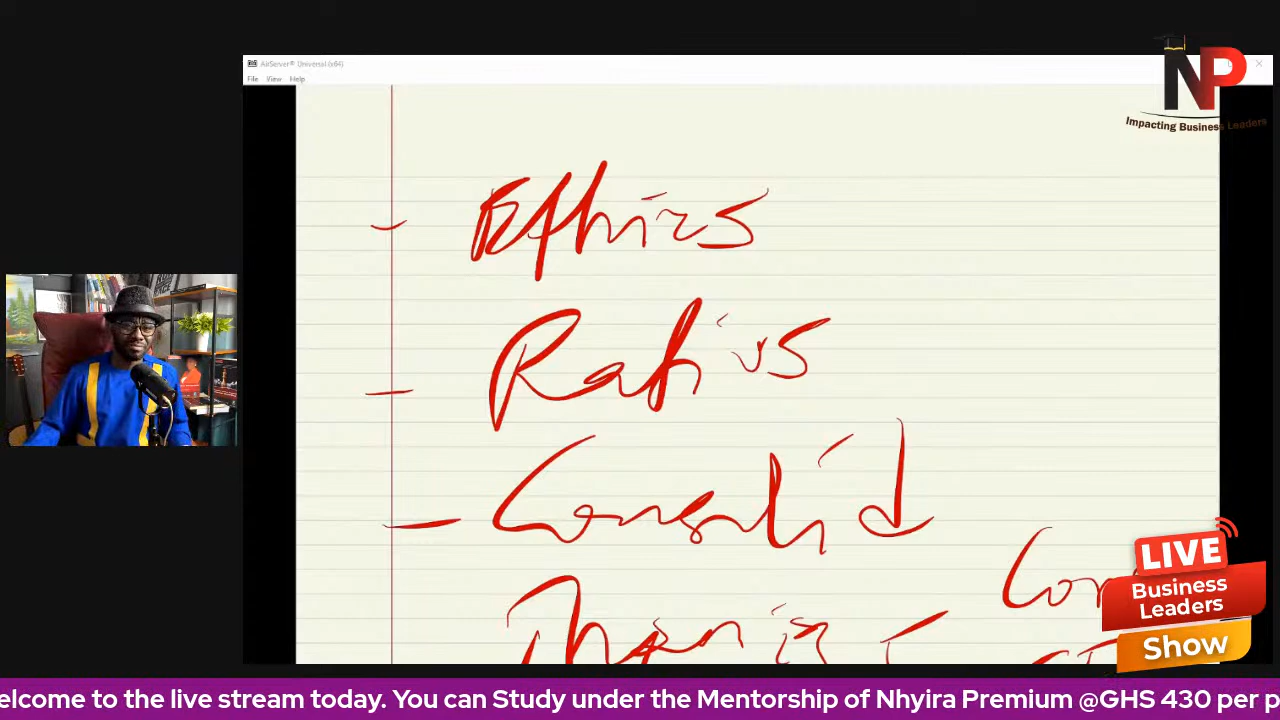 AirServer® Universal (x64)
File View Help
NP
Impacting Business Leaders
- Ethics
- Ratios
- Consolid
LIVE
Business
Leaders
Show
elcome to the live stream today. You can Study under the Mentorship of Nhyira Premium @GHS 430 per p